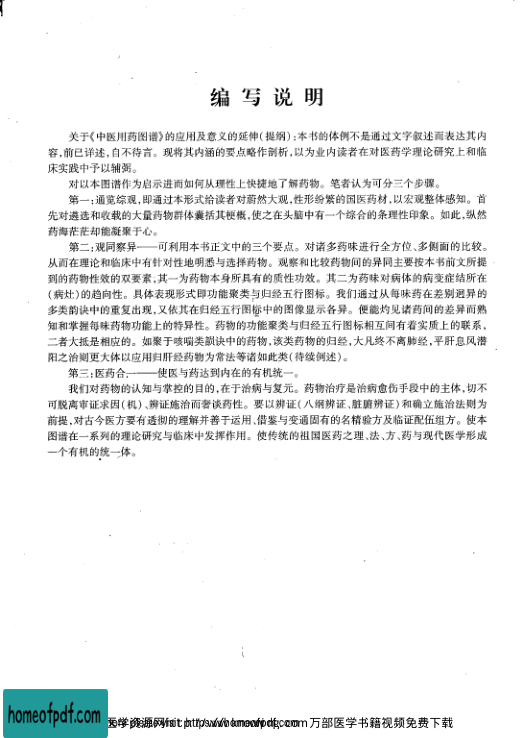 编写说明
关于《中医用药图谱》的应用及意义的延伸(提纲):本书的体例不是通过文字叙述而表达其内
容,前已详述,自不待言。现将其内涵的要点略作剖析,以为业内读者在对医药学理论研究上和临
床实践中予以辅弼。
对以本图谱作为启示进而如何从理性上快捷地了解药物。笔者认为可分三个步骤。
第一:通览综观,即通过本形式给读者对蔚然大观,性形纷繁的国医药材,以宏观整体感知。首
先对遴选和收载的大量药物群体囊括其梗概,使之在头脑中有一个综合的条理性印象。如此,纵然
药海茫茫却能凝聚于心。
第二:观同察异——可利用本书正文中的三个要点。对诸多药味进行全方位、多侧面的比较。
从而在理论和临床中有针对性地明悉与选择药物。观察和比较药物间的异同主要按本书前文所提
到的药物性效的双要素,其一为药物本身所具有的质性功效。其二为药味对病体的病变症结所在
(病灶)的趋向性。具体表现形式即功能聚类与归经五行图标。我们通过从每味药在差别迥异的
多类韵诀中的重复出现,又依其在归经五行图标中的图像显示各异。便能灼见诸药间的差异而熟
知和掌握每味药物功能上的特异性。药物的功能聚类与归经五行图标相互间有着实质上的联系,
二者大抵是相应的。如聚于咳喘类韵诀中的药物,该类药物的归经,大凡终不离肺经,平肝息风潜
阳之治则更大体以应用归肝经药物为常法等诸如此类(待续例述)。
第三:医药合一——使医与药达到内在的有机统一。
我们对药物的认知与掌控的目的,在于治病与复元。药物治疗是治病愈伤手段中的主体,切不
可脱离审证求因(机)、辨证施治而奢谈药性。要以辨证(八纲辨证、脏腑辨证)和确立施治法则为
前提,对古今医方要有透彻的理解并善于运用、借鉴与变通固有的名精验方及临证配伍组方。使本
图谱在一系列的理论研究与临床中发挥作用。使传统的祖国医药之理、法、方、药与现代医学形成
一个有机的统一体。
homeofpdf.com
医学资源网 万部医学书籍视频免费下载